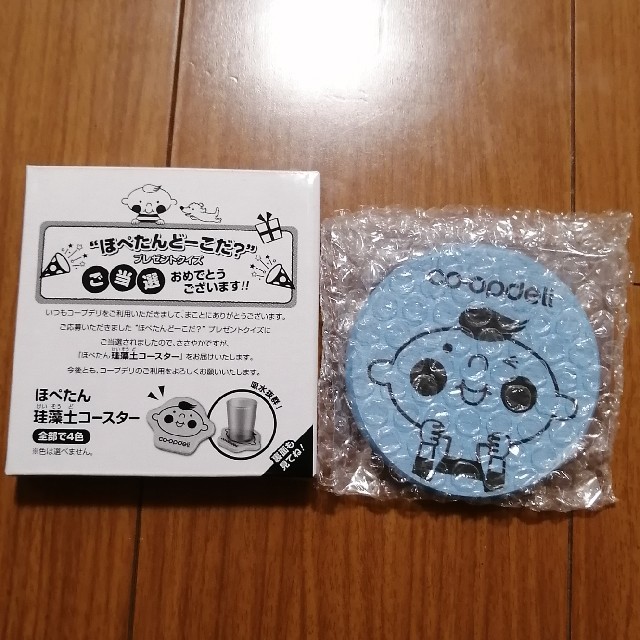 “ほぺたんどーこだ?”
プレゼントクイズ
ご当選 おめでとうございます!!
いつもコープデリをご利用いただきまして、まことにありがとうございます。
ご応募いただきました“ほぺたんどーこだ?”プレゼントクイズに
ご当選されましたので、ささやかですが、
「ほぺたん珪藻土コースター」をお届けいたします。
今後とも、コープデリのご利用をよろしくお願いいたします。
ほぺたん
けいそうど
珪藻土コースター
全部で4色
※色は選べません。
CO-OPDELI
吸水抜群!
裏面も
見てね!
co-opdeli